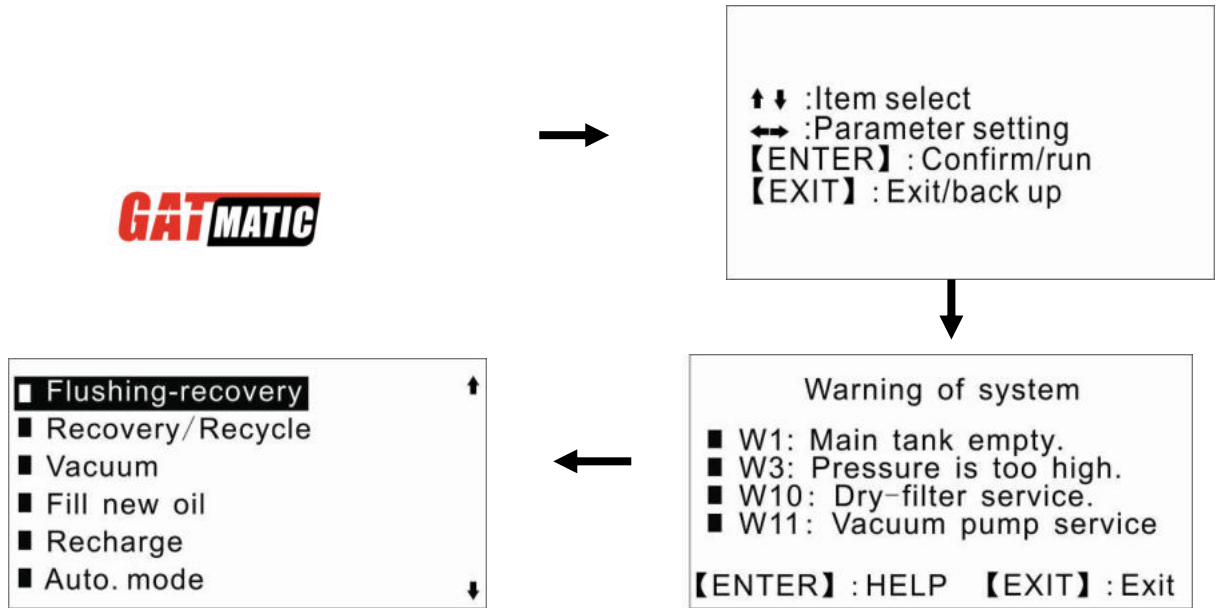 GATMATIC
↑↓ :Item select
←→ :Parameter setting
【ENTER】 : Confirm/run
【EXIT】 : Exit/back up
Warning of system
■ W1: Main tank empty.
■ W3: Pressure is too high.
■ W10: Dry-filter service.
■ W11: Vacuum pump service
【ENTER】 : HELP 【EXIT】 : Exit
■ Flushing-recovery
■ Recovery/Recycle
■ Vacuum
■ Fill new oil
■ Recharge
■ Auto. mode